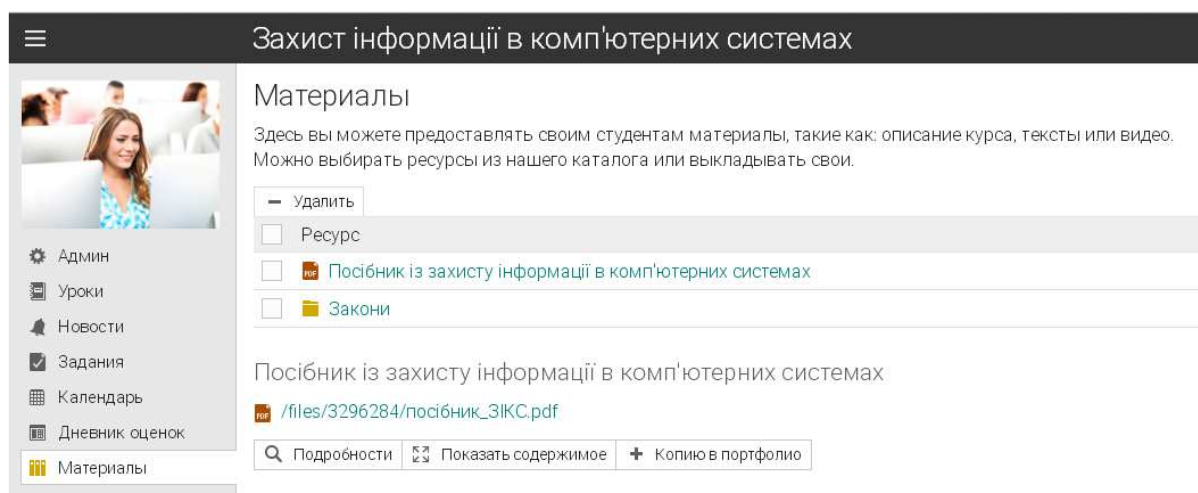 Захист інформації в комп'ютерних системах
Админ
Уроки
Новости
Задания
Календарь
Дневник оценок
Материалы
Материалы
Здесь вы можете предоставлять своим студентам материалы, такие как: описание курса, тексты или видео.
Можно выбирать ресурсы из нашего каталога или выкладывать свои.
Удалить
Ресурс
Посібник із захисту інформації в комп'ютерних системах
Закони
Посібник із захисту інформації в комп'ютерних системах
/files/3296284/посібник_ЗІКС.pdf
Подробности Показать содержимое Копию в портфолио